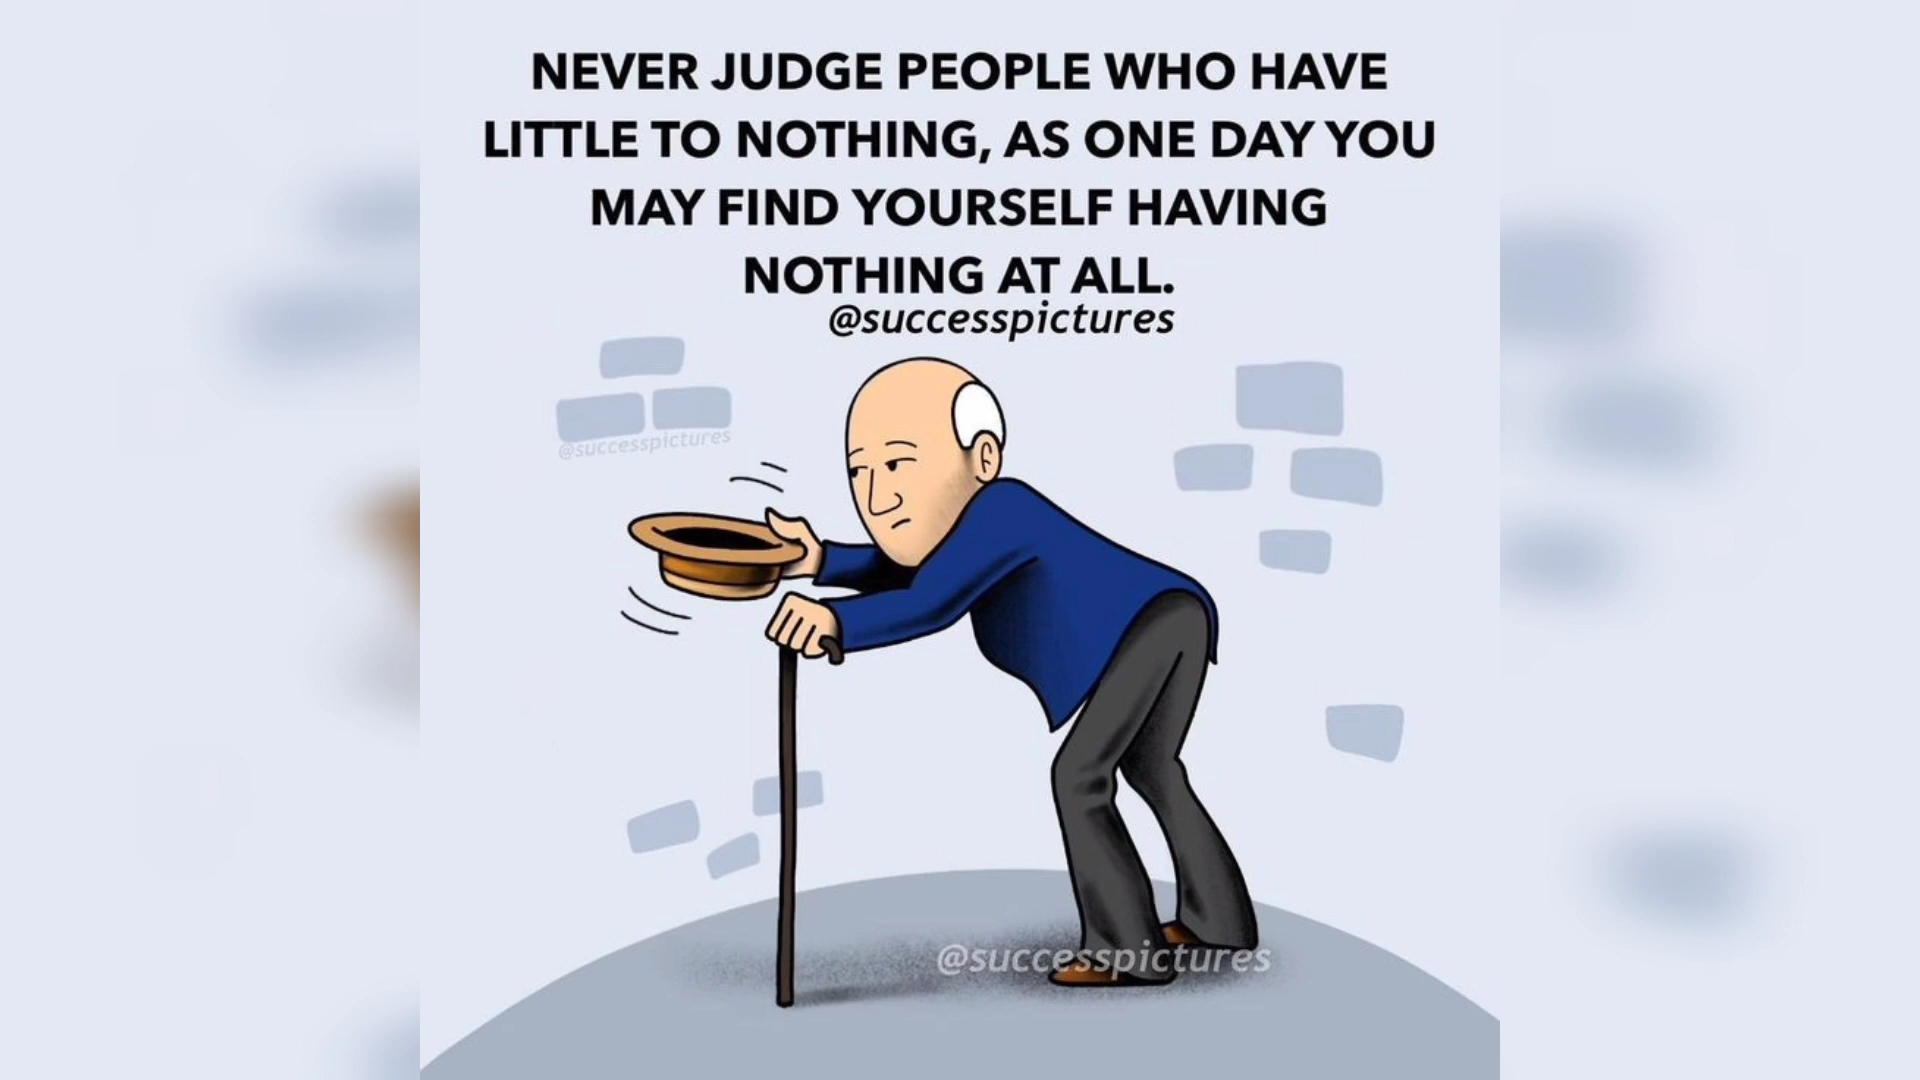 NEVER JUDGE PEOPLE WHO HAVE
LITTLE TO NOTHING, AS ONE DAY YOU
MAY FIND YOURSELF HAVING
NOTHING AT ALL.
@successpictures
@successpictures
@successpictures